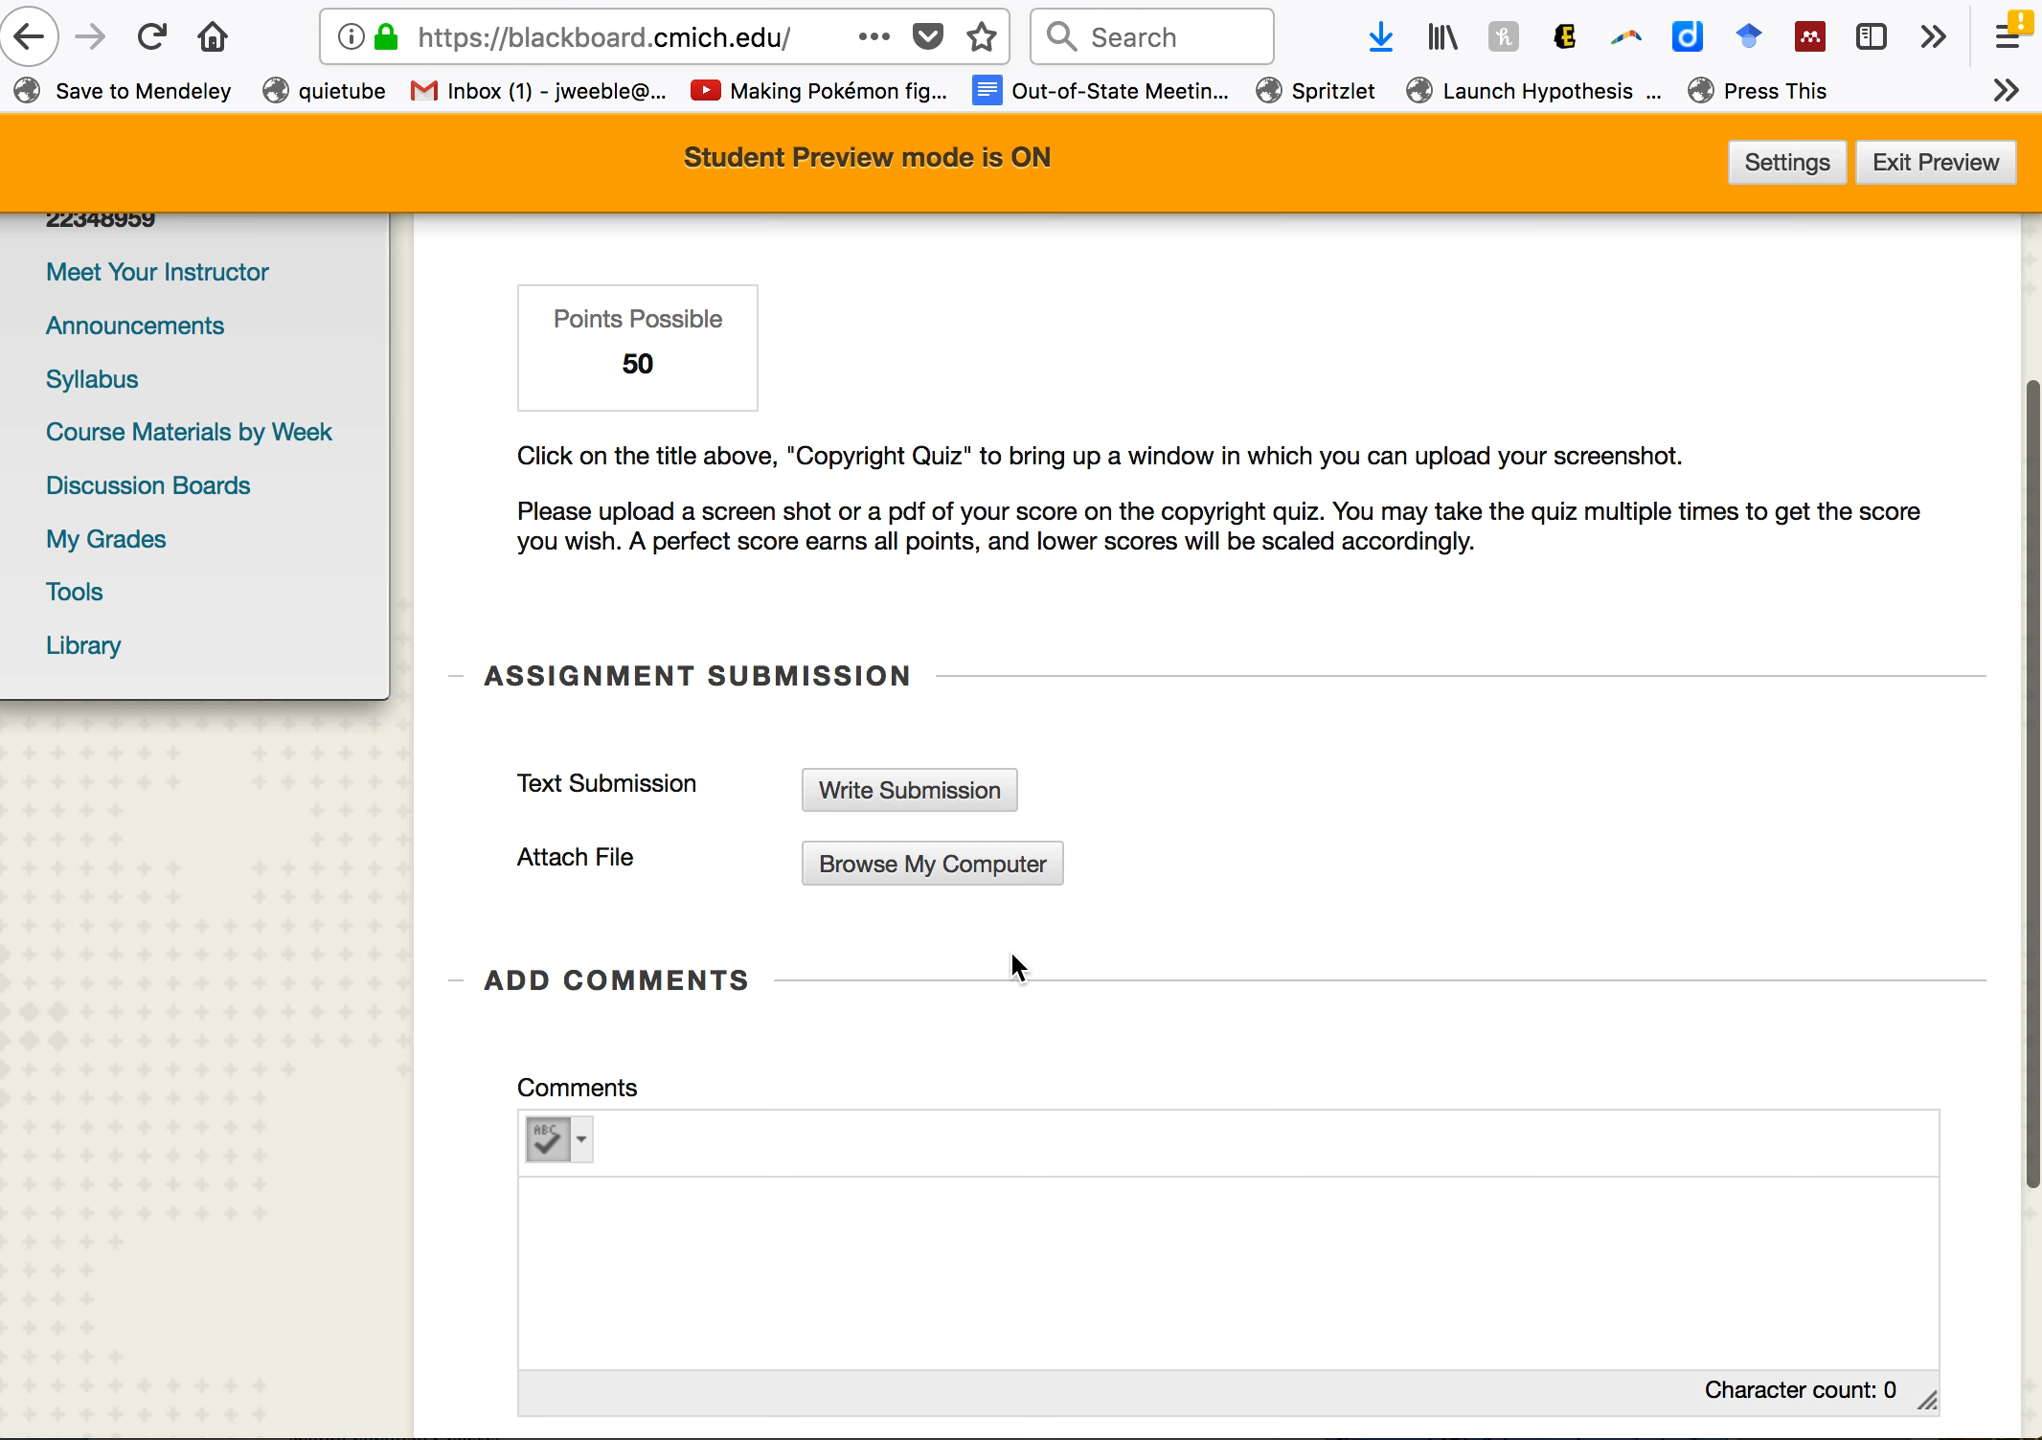 https://blackboard.cmich.edu/
Search
Save to Mendeley
quietube
Inbox (1) - jweeble@...
Making Pokémon fig...
Out-of-State Meetin...
Spritzlet
Launch Hypothesis ...
Press This
Student Preview mode is ON
Settings
Exit Preview
22348959
Meet Your Instructor
Announcements
Syllabus
Course Materials by Week
Discussion Boards
My Grades
Tools
Library
Points Possible
50
Click on the title above, "Copyright Quiz" to bring up a window in which you can upload your screenshot.
Please upload a screen shot or a pdf of your score on the copyright quiz. You may take the quiz multiple times to get the score
you wish. A perfect score earns all points, and lower scores will be scaled accordingly.
ASSIGNMENT SUBMISSION
Text Submission
Write Submission
Attach File
Browse My Computer
ADD COMMENTS
Comments
ABC
Character count: 0